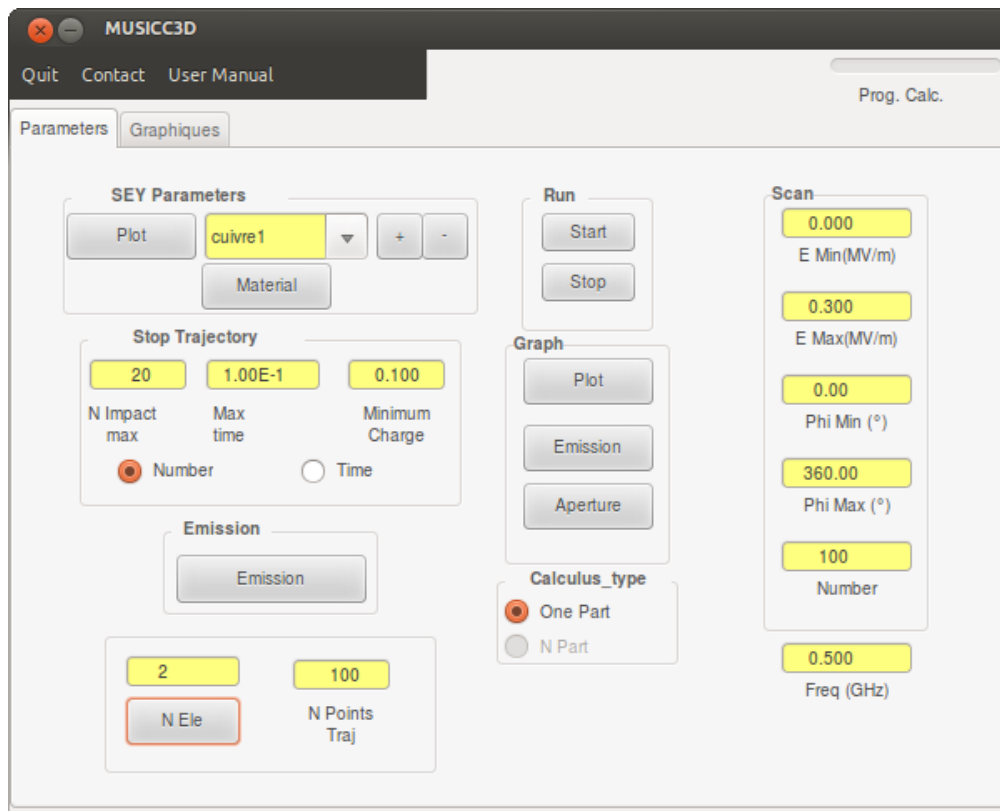 MUSICC3D
Quit Contact User Manual
Prog. Calc.
Parameters Graphiques
SEY Parameters
Plot cuivre1 + -
Material
Stop Trajectory
20 1.00E-1 0.100
N Impact Max Minimum
max time Charge
Number Time
Emission
Emission
2 100
N Ele N Points
Traj
Run
Start
Stop
Graph
Plot
Emission
Aperture
Calculus_type
One Part
N Part
Scan
0.000
E Min(MV/m)
0.300
E Max(MV/m)
0.00
Phi Min (°)
360.00
Phi Max (°)
100
Number
0.500
Freq (GHz)